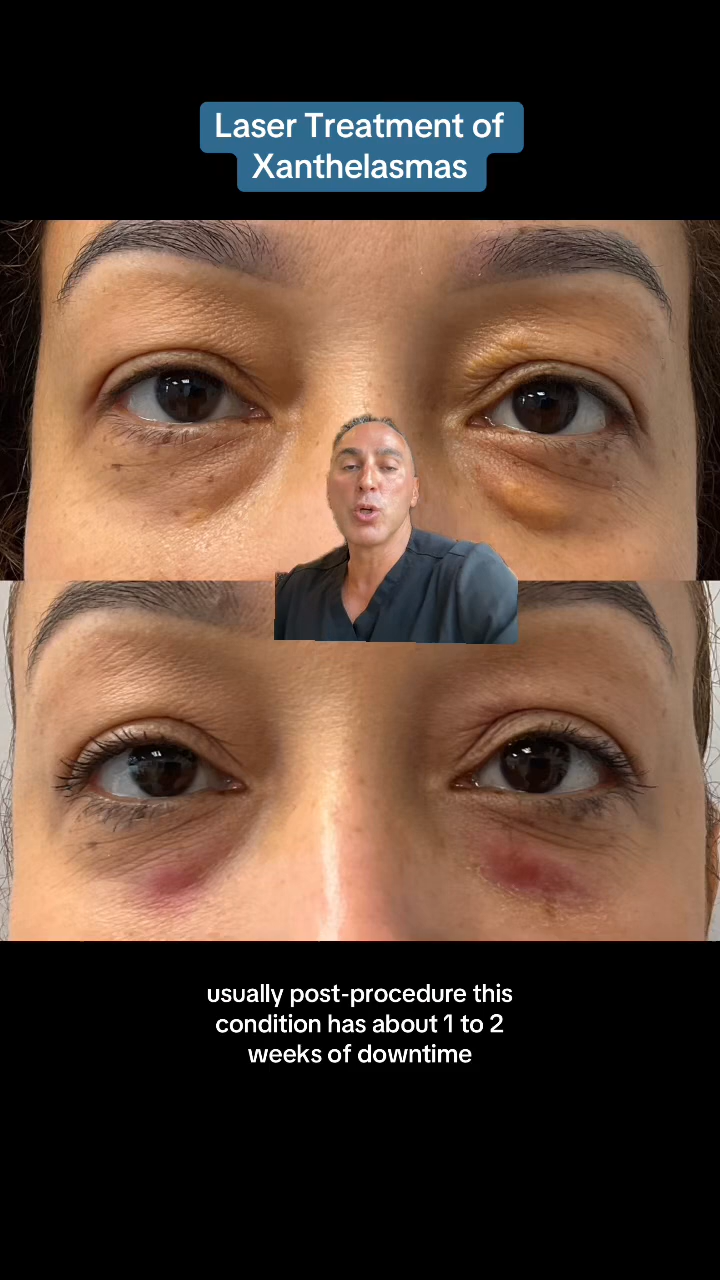 Laser Treatment of
Xanthelasmas
usually post-procedure this
condition has about 1 to 2
weeks of downtime